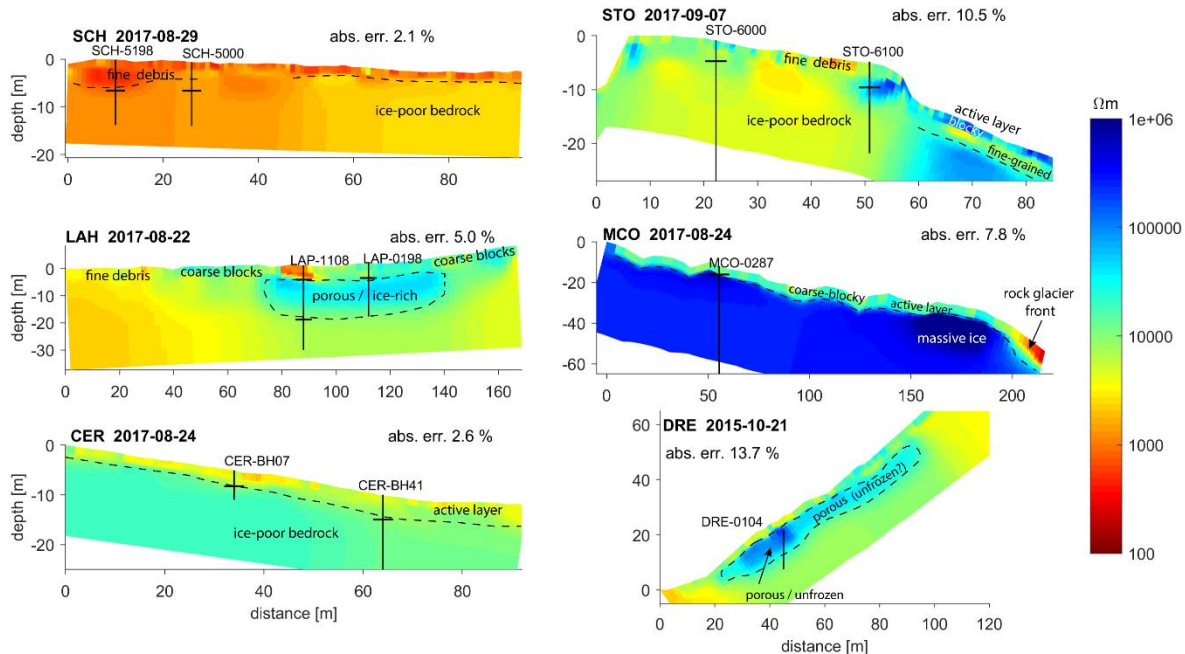 SCH 2017-08-29
abs. err. 2.1 %
SCH-5198
SCH-5000
fine debris
ice-poor bedrock
depth [m]
0
-10
-20
0
20
40
60
80
LAH 2017-08-22
abs. err. 5.0 %
LAP-1108
LAP-0198
fine debris
coarse blocks
coarse blocks
porous / ice-rich
depth [m]
0
-10
-20
-30
0
20
40
60
80
100
120
140
160
CER 2017-08-24
abs. err. 2.6 %
CER-BH07
CER-BH41
active layer
ice-poor bedrock
depth [m]
0
-10
-20
0
20
40
60
80
distance [m]
STO 2017-09-07
abs. err. 10.5 %
STO-6000
STO-6100
fine debris
ice-poor bedrock
active layer
blocky
fine-grained
0
-10
-20
0
10
20
30
40
50
60
70
80
MCO 2017-08-24
abs. err. 7.8 %
MCO-0287
coarse-blocky
active layer
rock glacier
front
massive ice
0
-20
-40
-60
0
50
100
150
200
DRE 2015-10-21
abs. err. 13.7 %
porous (unfrozen?)
DRE-0104
porous / unfrozen
60
40
20
0
0
20
40
60
80
100
120
distance [m]
Ωm
1e+06
100000
10000
1000
100